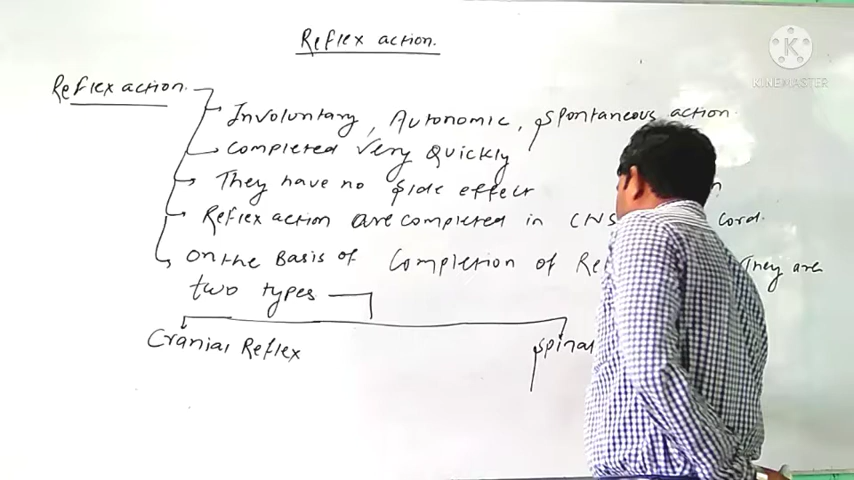 Reflex action.
K
KINEMASTER
Reflex action.
Involuntary, Autonomic, Spontaneous action.
Completed Very Quickly
They have no side effect
Reflex action are completed in CNS cord.
On the Basis of Completion of They are
two types
Cranial Reflex
Spinal